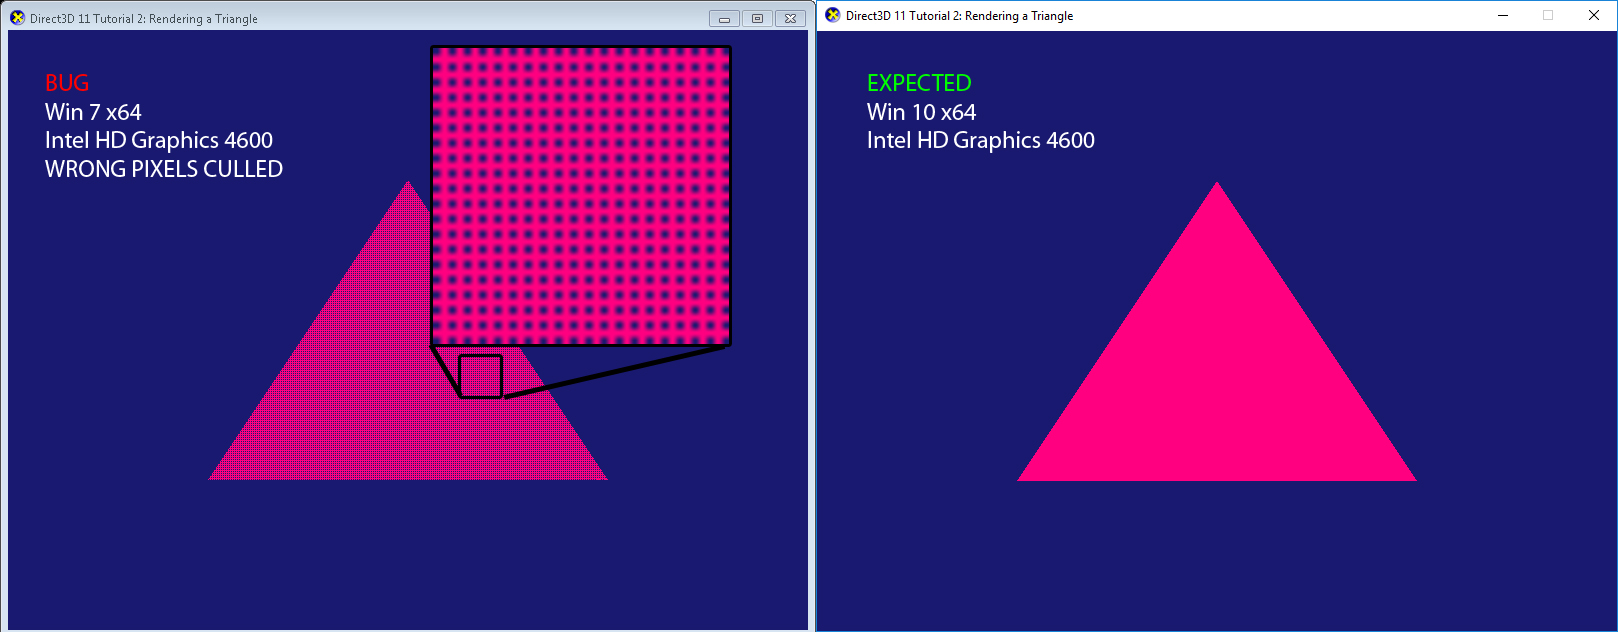 Direct3D 11 Tutorial 2: Rendering a Triangle
BUG
Win 7 x64
Intel HD Graphics 4600
WRONG PIXELS CULLED
Direct3D 11 Tutorial 2: Rendering a Triangle
EXPECTED
Win 10 x64
Intel HD Graphics 4600